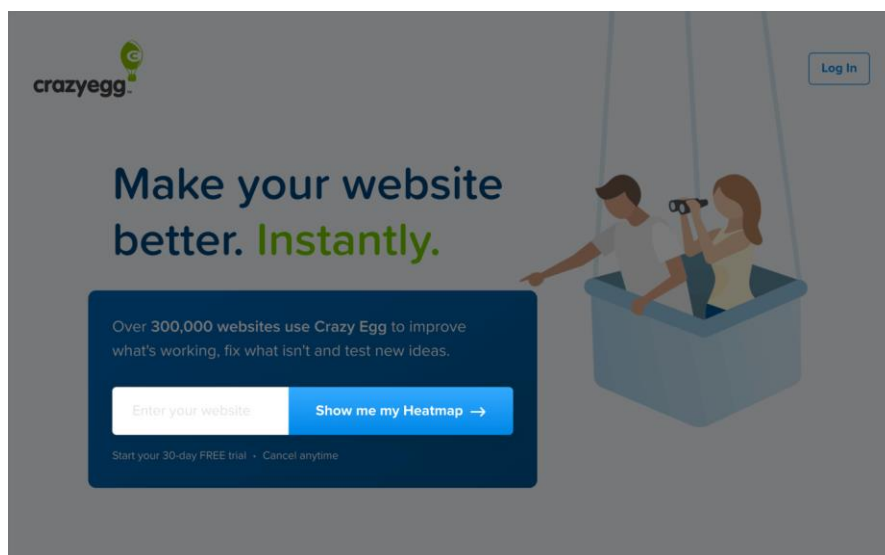 crazyegg™
Log In
Make your website
better. Instantly.
Over 300,000 websites use Crazy Egg to improve
what's working, fix what isn't and test new ideas.
Enter your website
Show me my Heatmap →
Start your 30-day FREE trial • Cancel anytime